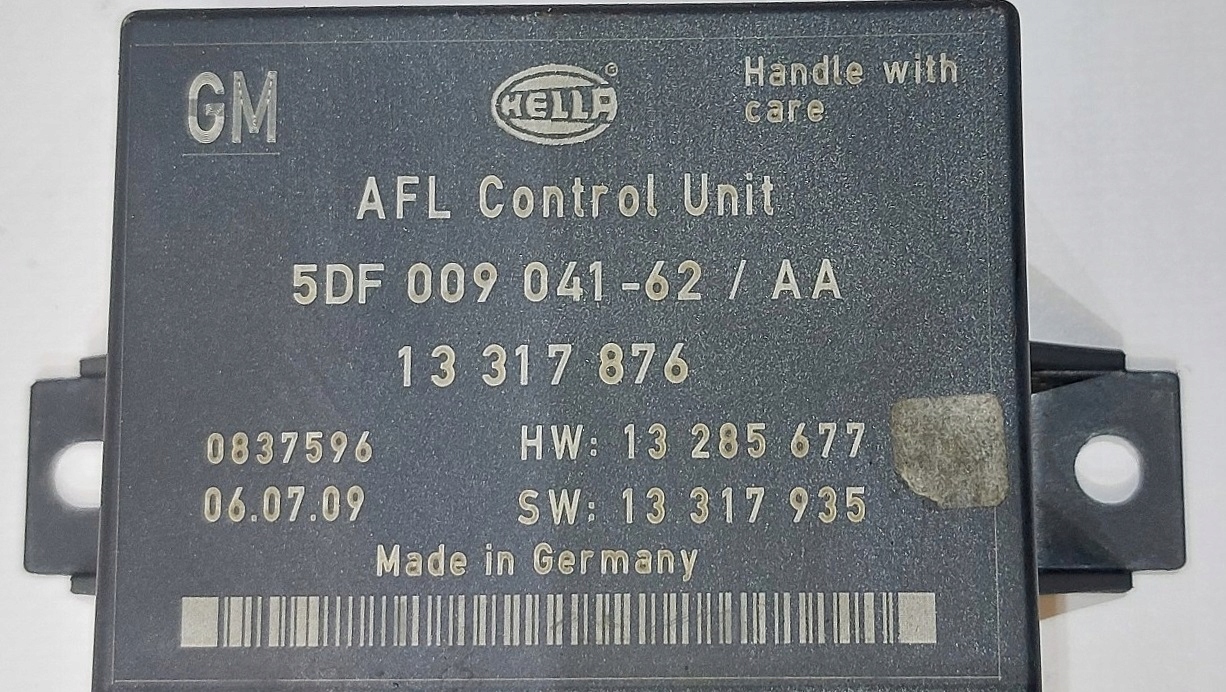 GM
HELLA
Handle with
care
AFL Control Unit
5DF 009 041-62 / AA
13 317 876
0837596 HW: 13 285 677
06.07.09 SW: 13 317 935
Made in Germany